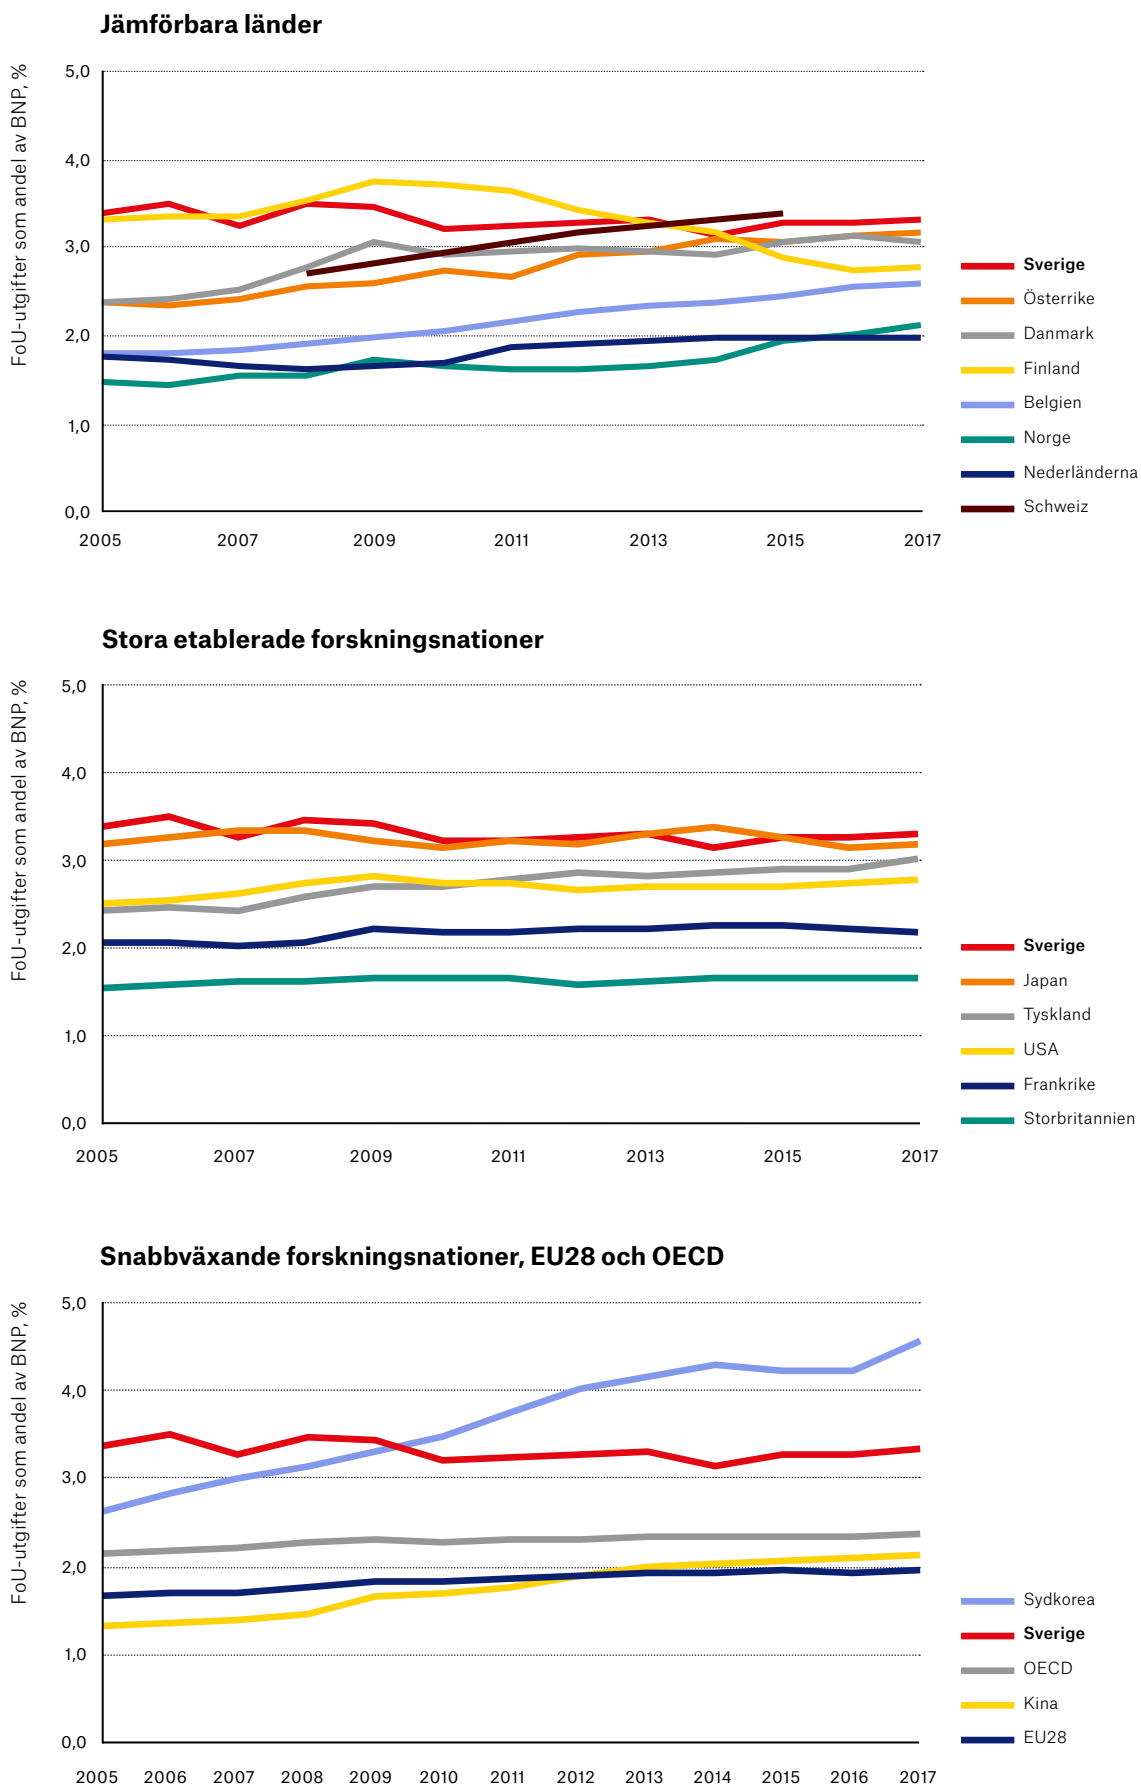 Jämförbara länder
FoU-utgifter som andel av BNP, %
5,0
4,0
3,0
2,0
1,0
0,0
2005 2007 2009 2011 2013 2015 2017
Sverige
Österrike
Danmark
Finland
Belgien
Norge
Nederländerna
Schweiz
Stora etablerade forskningsnationer
FoU-utgifter som andel av BNP, %
5,0
4,0
3,0
2,0
1,0
0,0
2005 2007 2009 2011 2013 2015 2017
Sverige
Japan
Tyskland
USA
Frankrike
Storbritannien
Snabbväxande forskningsnationer, EU28 och OECD
FoU-utgifter som andel av BNP, %
5,0
4,0
3,0
2,0
1,0
0,0
2005 2006 2007 2008 2009 2010 2011 2012 2013 2014 2015 2016 2017
Sydkorea
Sverige
OECD
Kina
EU28